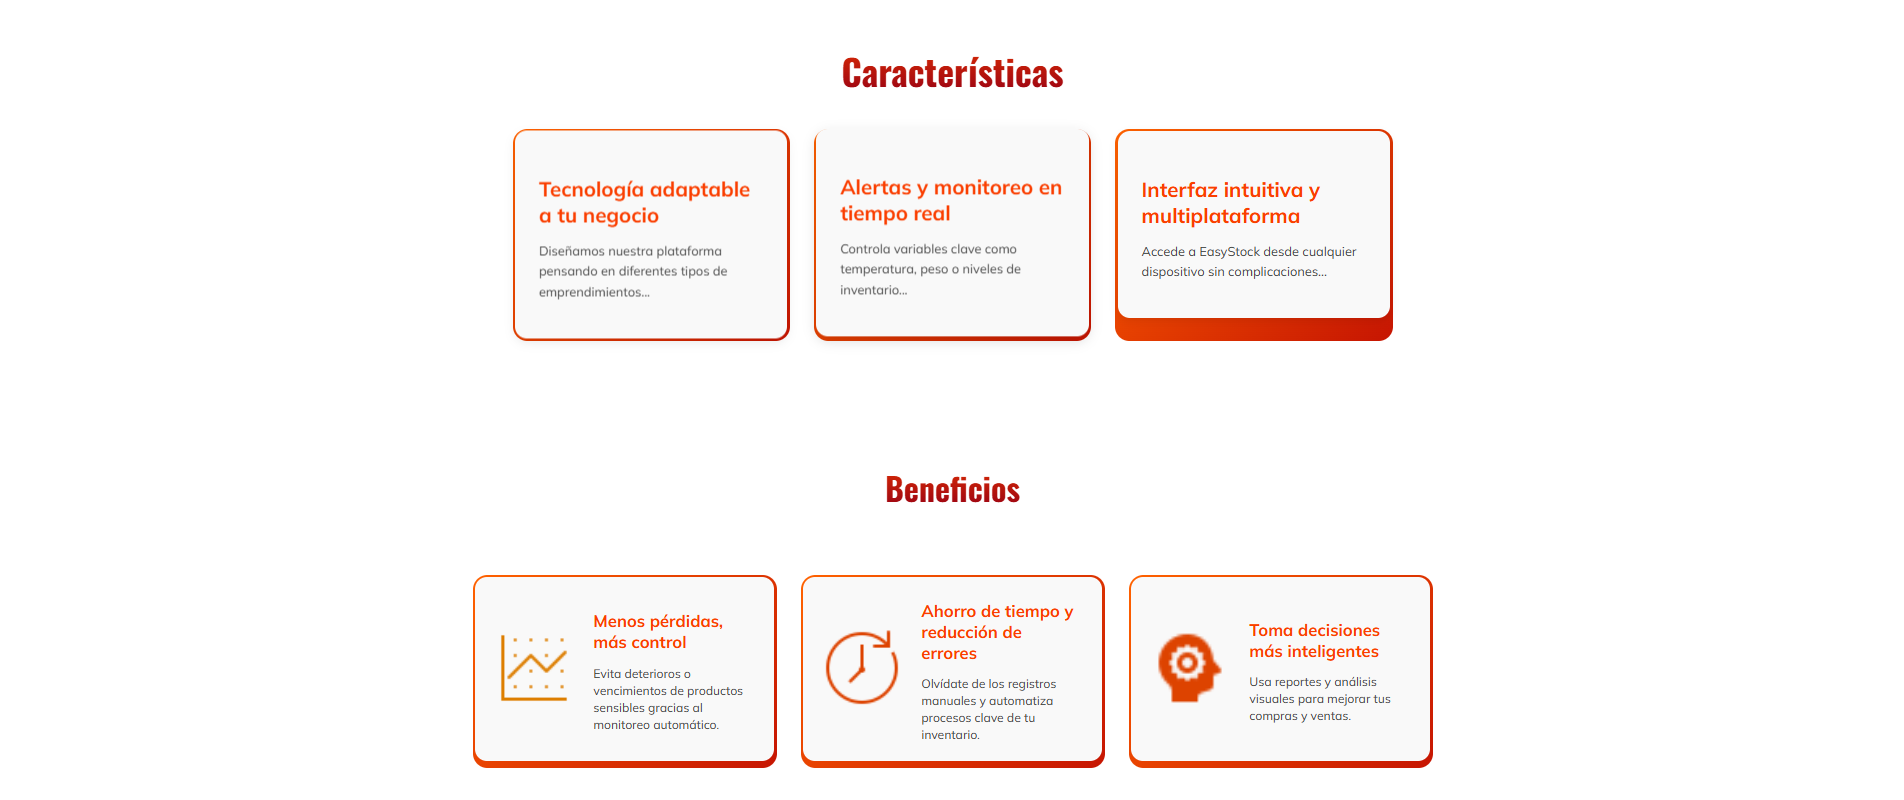 Características
Tecnología adaptable
a tu negocio
Diseñamos nuestra plataforma
pensando en diferentes tipos de
emprendimientos...
Alertas y monitoreo en
tiempo real
Controla variables clave como
temperatura, peso o niveles de
inventario...
Interfaz intuitiva y
multiplataforma
Accede a EasyStock desde cualquier
dispositivo sin complicaciones...
Beneficios
Menos pérdidas,
más control
Evita deterioros o
vencimientos de productos
sensibles gracias al
monitoreo automático.
Ahorro de tiempo y
reducción de
errores
Olvídate de los registros
manuales y automatiza
procesos clave de tu
inventario.
Toma decisiones
más inteligentes
Usa reportes y análisis
visuales para mejorar tus
compras y ventas.